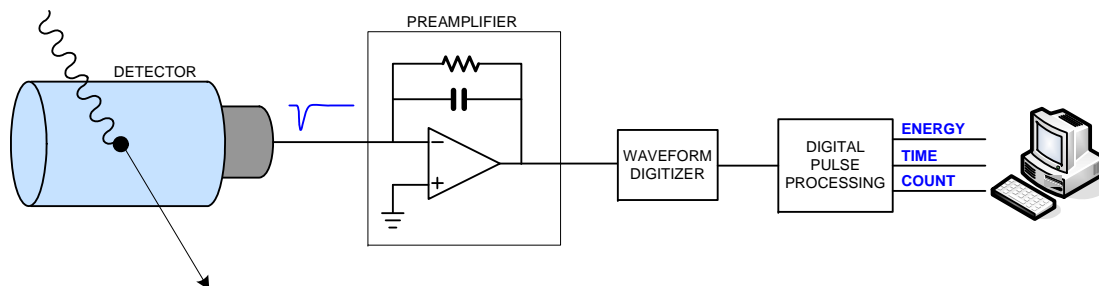 PREAMPLIFIER
DETECTOR
WAVEFORM
DIGITIZER
DIGITAL
PULSE
PROCESSING
ENERGY
TIME
COUNT